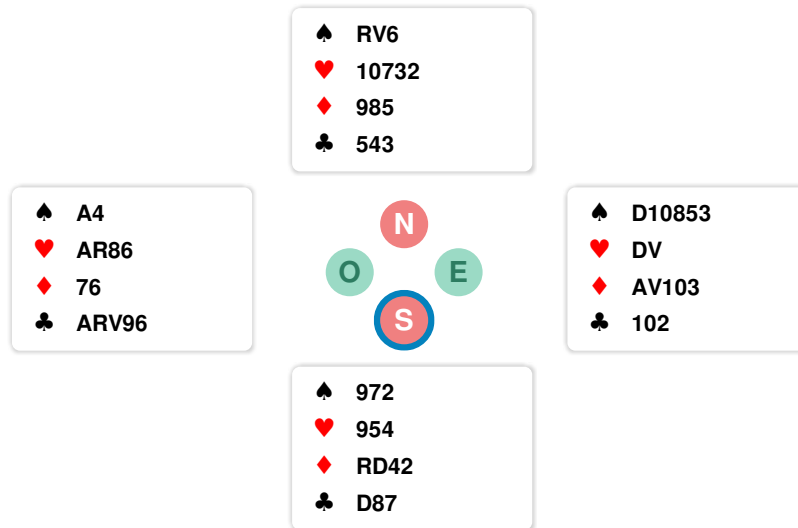 ♠ RV6
♥ 10732
♦ 985
♣ 543
♠ A4
♥ AR86
♦ 76
♣ ARV96
N
O E
S
♠ D10853
♥ DV
♦ AV103
♣ 102
♠ 972
♥ 954
♦ RD42
♣ D87